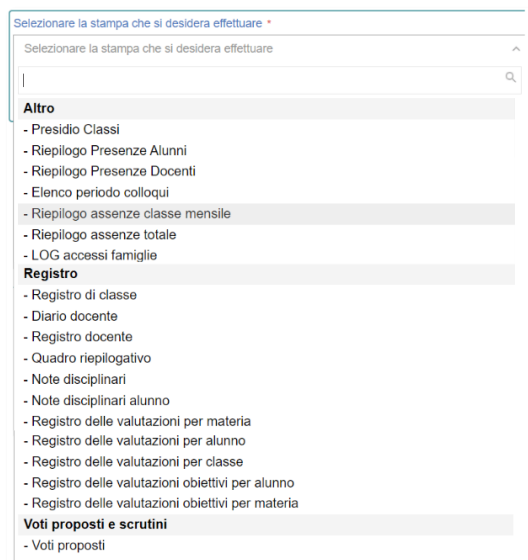 Selezionare la stampa che si desidera effettuare *
Selezionare la stampa che si desidera effettuare
Altro
- Presidio Classi
- Riepilogo Presenze Alunni
- Riepilogo Presenze Docenti
- Elenco periodo colloqui
- Riepilogo assenze classe mensile
- Riepilogo assenze totale
- LOG accessi famiglie
Registro
- Registro di classe
- Diario docente
- Registro docente
- Quadro riepilogativo
- Note disciplinari
- Note disciplinari alunno
- Registro delle valutazioni per materia
- Registro delle valutazioni per alunno
- Registro delle valutazioni per classe
- Registro delle valutazioni obiettivi per alunno
- Registro delle valutazioni obiettivi per materia
Voti proposti e scrutini
- Voti proposti